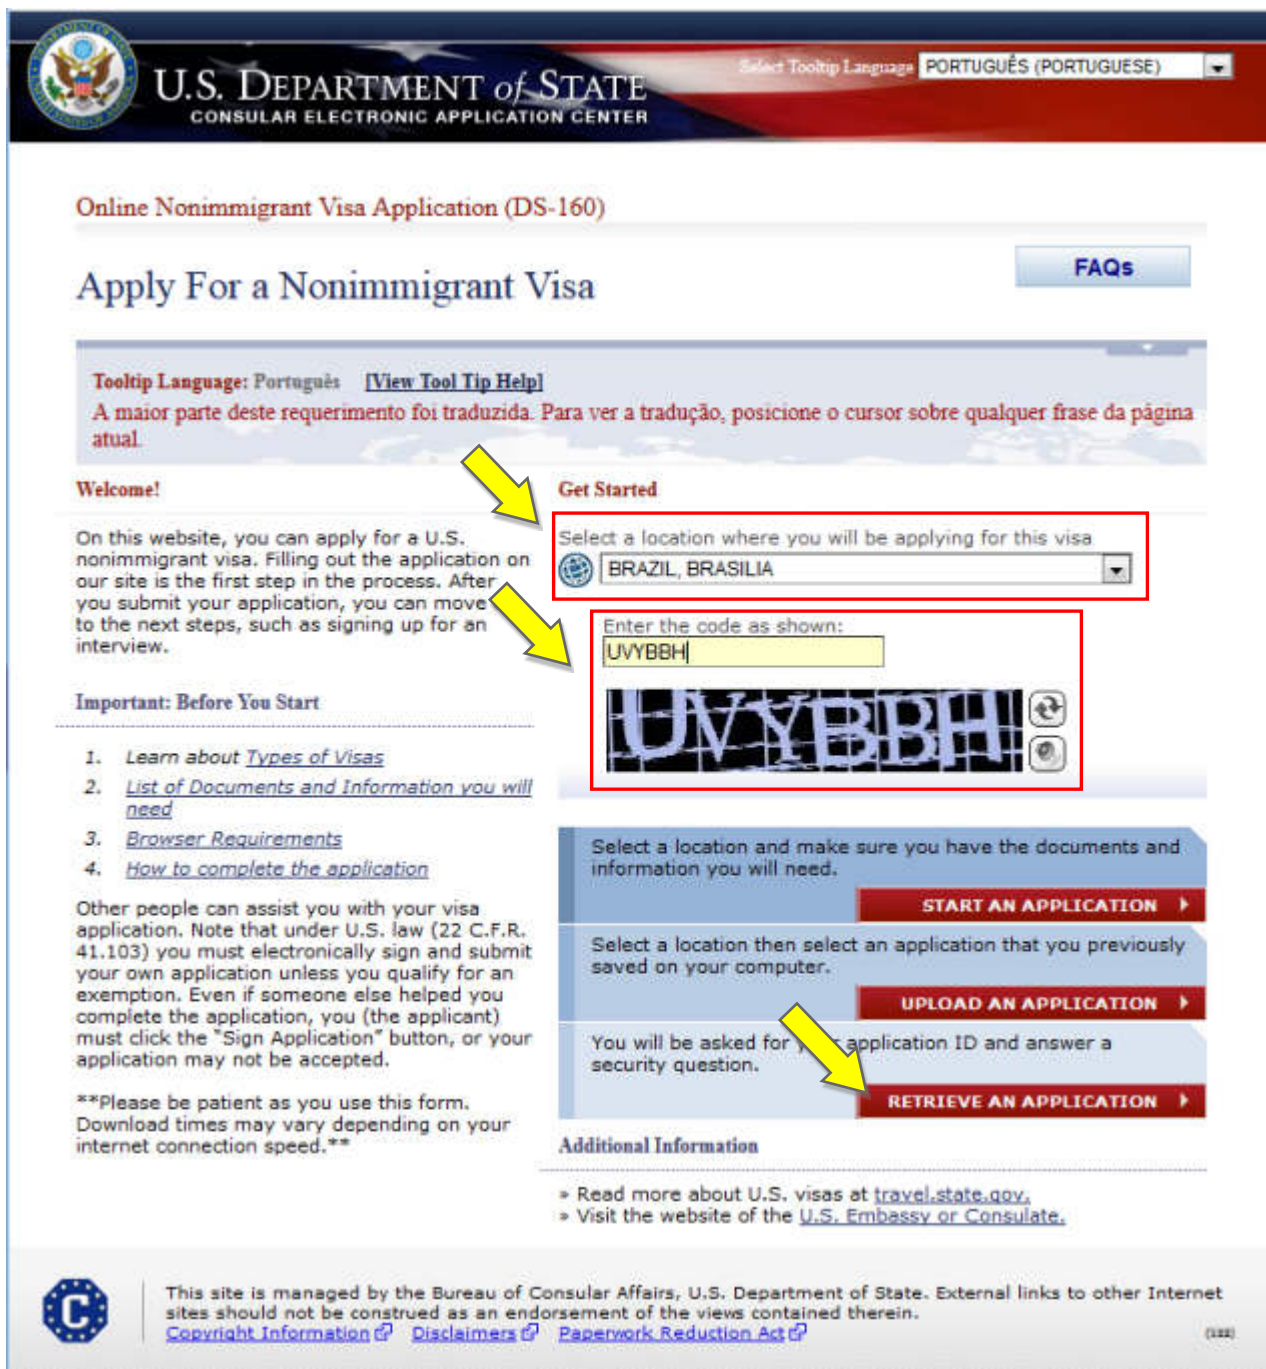 U.S. DEPARTMENT of STATE
CONSULAR ELECTRONIC APPLICATION CENTER
Select Tooltip Language PORTUGUÊS (PORTUGUESE)
Online Nonimmigrant Visa Application (DS-160)
Apply For a Nonimmigrant Visa
FAQs
Tooltip Language: Português [View Tool Tip Help]
A maior parte deste requerimento foi traduzida. Para ver a tradução, posicione o cursor sobre qualquer frase da página
atual.
Welcome!
On this website, you can apply for a U.S.
nonimmigrant visa. Filling out the application on
our site is the first step in the process. After
you submit your application, you can move
to the next steps, such as signing up for an
interview.
Important: Before You Start
1. Learn about Types of Visas
2. List of Documents and Information you will
need
3. Browser Requirements
4. How to complete the application
Other people can assist you with your visa
application. Note that under U.S. law (22 C.F.R.
41.103) you must electronically sign and submit
your own application unless you qualify for an
exemption. Even if someone else helped you
complete the application, you (the applicant)
must click the "Sign Application" button, or your
application may not be accepted.
**Please be patient as you use this form.
Download times may vary depending on your
internet connection speed.**
Get Started
Select a location where you will be applying for this visa
BRAZIL, BRASILIA
Enter the code as shown:
UVYBBH
UVYBBH
Select a location and make sure you have the documents and
information you will need.
START AN APPLICATION
Select a location then select an application that you previously
saved on your computer.
UPLOAD AN APPLICATION
You will be asked for your application ID and answer a
security question.
RETRIEVE AN APPLICATION
Additional Information
» Read more about U.S. visas at travel.state.gov.
» Visit the website of the U.S. Embassy or Consulate.
C
This site is managed by the Bureau of Consular Affairs, U.S. Department of State. External links to other Internet
sites should not be construed as an endorsement of the views contained therein.
Copyright Information Disclaimers Paperwork Reduction Act